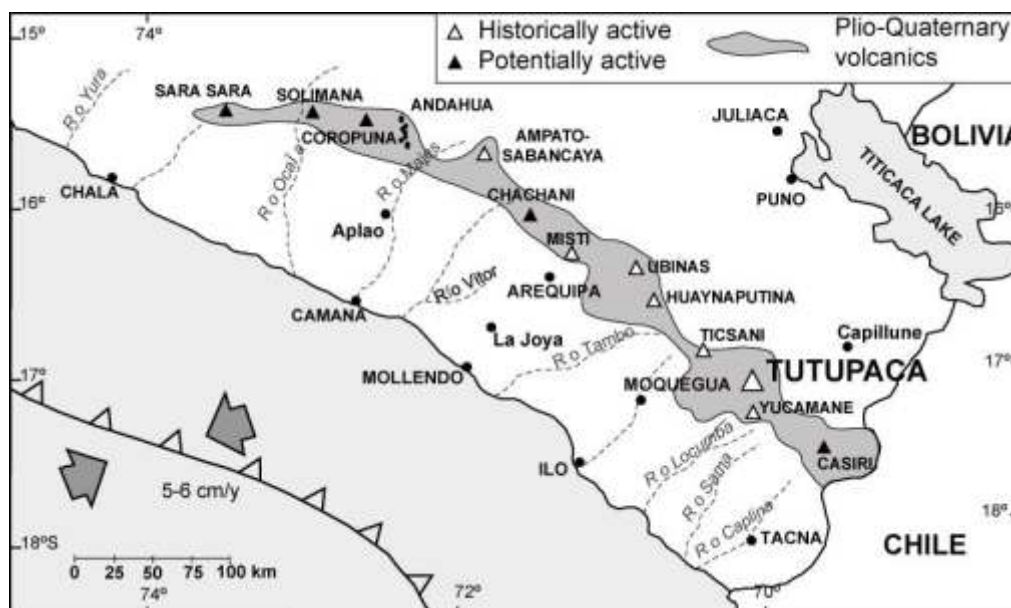 15º
74º
Historically active
Potentially active
Plio-Quaternary
volcanics
R o Yura
SARA SARA
SOLIMANA
ANDAHUA
COROPUNA
AMPATO-
SABANCAYA
JULIACA
BOLIVIA
CHALA
R o Ocal a
R o Majes
CHACHANI
PUNO
TITICACA LAKE
16º
Aplao
MISTI
UBINAS
CAMANA
Río Vitor
AREQUIPA
HUAYNAPUTINA
La Joya
R o Tambo
TICSANI
Capillune
17º
17º
MOLLENDO
MOQUEGUA
TUTUPACA
YUCAMANE
ILO
R o Locumba
R o Sama
CASIRI
5-6 cm/y
R o Caplina
18º
18ºS
TACNA
CHILE
0 25 50 75 100 km
74º
72º
70º